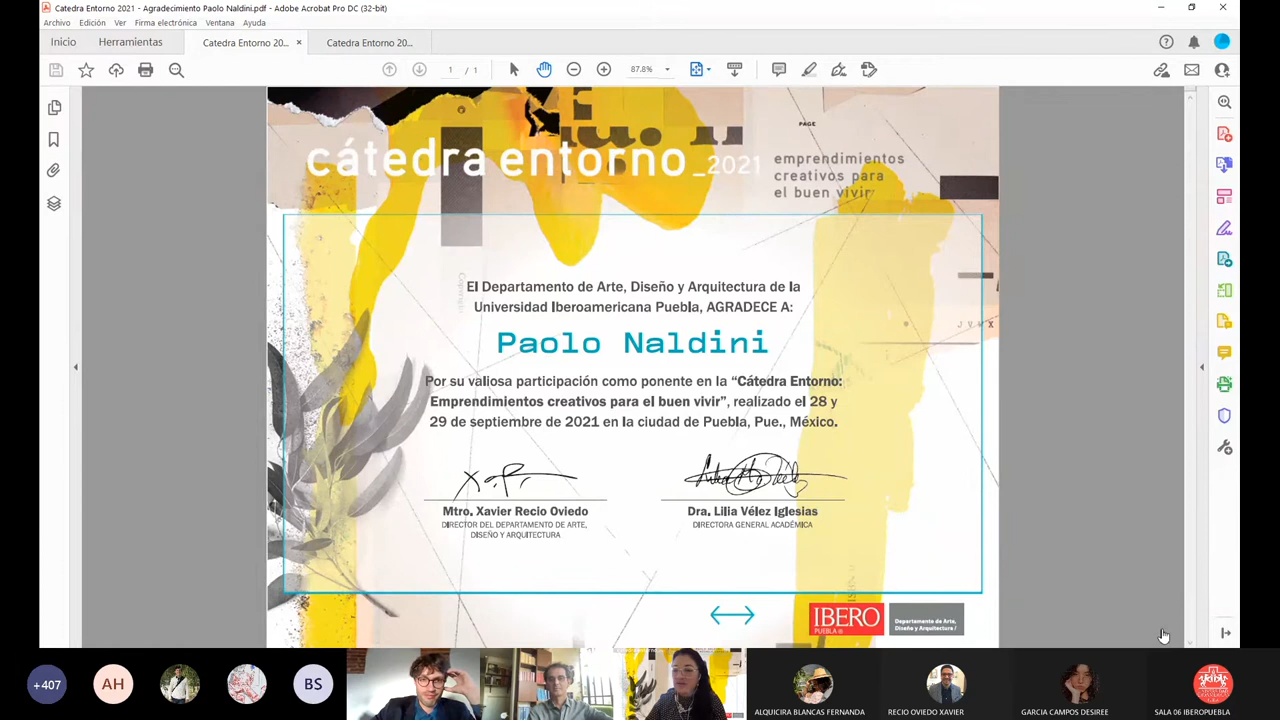 Catedra Entorno 2021 - Agradecimiento Paolo Naldini.pdf - Adobe Acrobat Pro DC (32-bit)
Archivo Edición Ver Firma electrónica Ventana Ayuda
Inicio Herramientas Catedra Entorno 20... × Catedra Entorno 20...
1 / 1 87.8%
PAGE
cátedra entorno_2021
emprendimientos
creativos para
el buen vivir
El Departamento de Arte, Diseño y Arquitectura de la
Universidad Iberoamericana Puebla, AGRADECE A:
Paolo Naldini
Por su valiosa participación como ponente en la “Cátedra Entorno:
Emprendimientos creativos para el buen vivir”, realizado el 28 y
29 de septiembre de 2021 en la ciudad de Puebla, Pue., México.
Mtro. Xavier Recio Oviedo
DIRECTOR DEL DEPARTAMENTO DE ARTE,
DISEÑO Y ARQUITECTURA
Dra. Lilia Vélez Iglesias
DIRECTORA GENERAL ACADÉMICA
IBERO
PUEBLA
Departamento de Arte,
Diseño y Arquitectura /
+407 AH BS
ALQUICIRA BLANCAS FERNANDA RECIO OVIEDO XAVIER GARCIA CAMPOS DESIREE SALA 06 IBEROPUEBLA